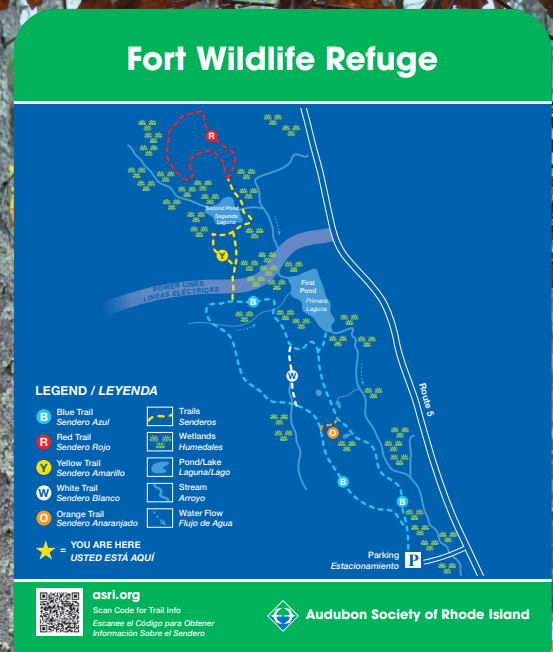 Fort Wildlife Refuge
R
Second Pond
Segunda
Laguna
Y
POWER LINES
LINEAS ELÉCTRICAS
B
First
Pond
Primera
Laguna
W
Route 5
O
B
B
Parking
Estacionamiento
P
LEGEND / LEYENDA
B Blue Trail
Sendero Azul
R Red Trail
Sendero Rojo
Y Yellow Trail
Sendero Amarillo
W White Trail
Sendero Blanco
O Orange Trail
Sendero Anaranjado
Trails
Senderos
Wetlands
Humedales
Pond/Lake
Laguna/Lago
Stream
Arroyo
Water Flow
Flujo de Agua
= YOU ARE HERE
USTED ESTÁ AQUÍ
asri.org
Scan Code for Trail Info
Escanee el Código para Obtener
Información Sobre el Sendero
Audubon Society of Rhode Island